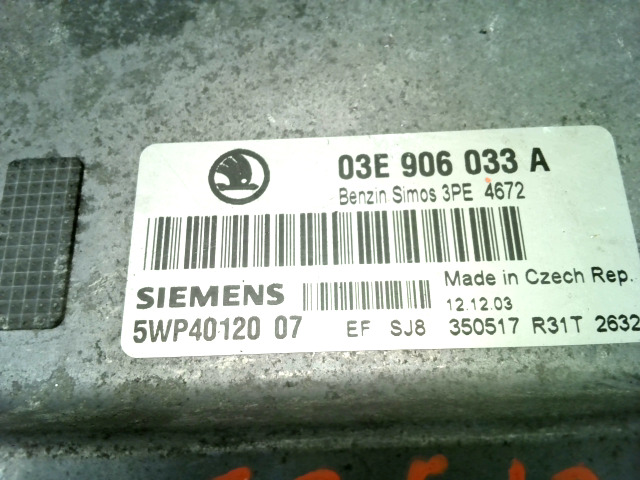 03E 906 033 A
Benzin Simos 3PE 4672
Made in Czech Rep.
SIEMENS
12.12.03
5WP40120 07 EF SJ8 350517 R31T 2632